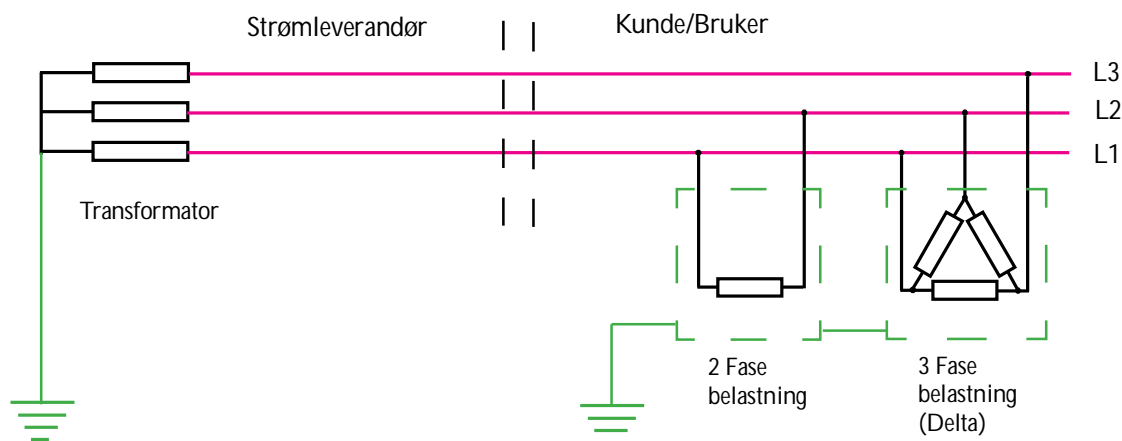 Strømleverandør
Kunde/Bruker
L3
L2
L1
Transformator
2 Fase
belastning
3 Fase
belastning
(Delta)